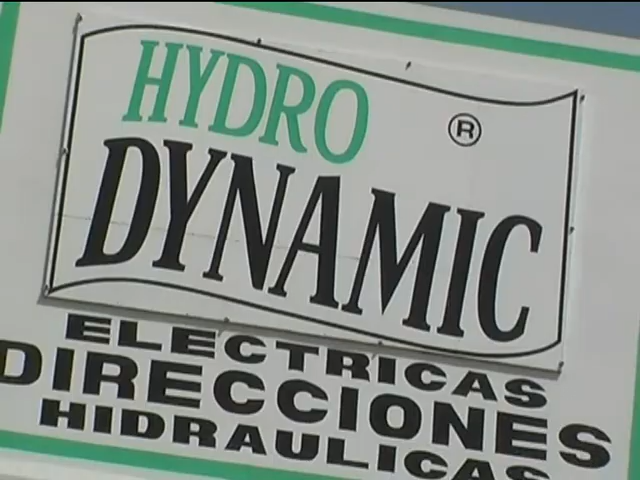 HYDRO
®
DYNAMIC
ELECTRICAS
DIRECCIONES
HIDRAULICAS